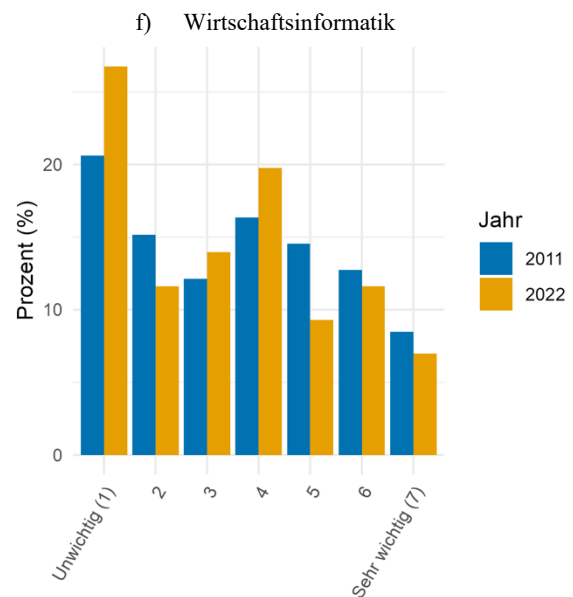 f) Wirtschaftsinformatik
Prozent (%)
20
10
0
Unwichtig (1)
2
3
4
5
6
Sehr wichtig (7)
Jahr
2011
2022